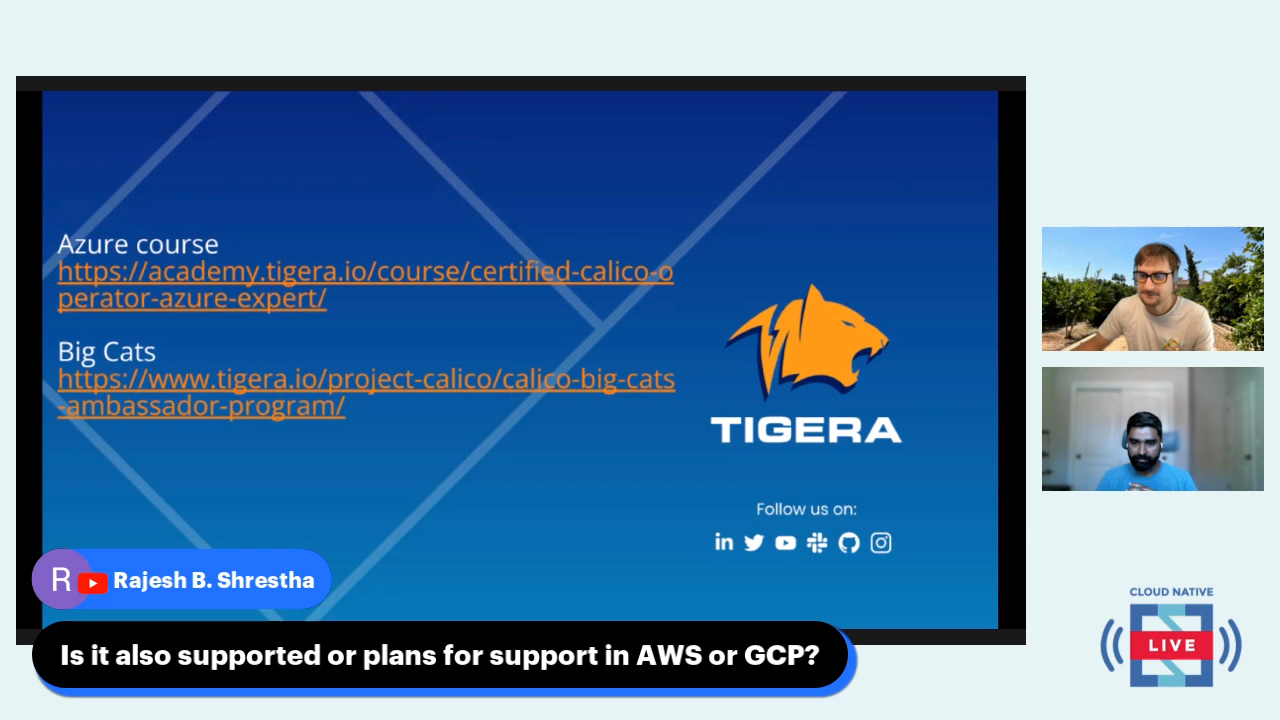 Azure course
https://academy.tigera.io/course/certified-calico-o
perator-azure-expert/
Big Cats
https://www.tigera.io/project-calico/calico-big-cats
-ambassador-program/
TIGERA
Follow us on:
in
R Rajesh B. Shrestha
Is it also supported or plans for support in AWS or GCP?
CLOUD NATIVE
LIVE